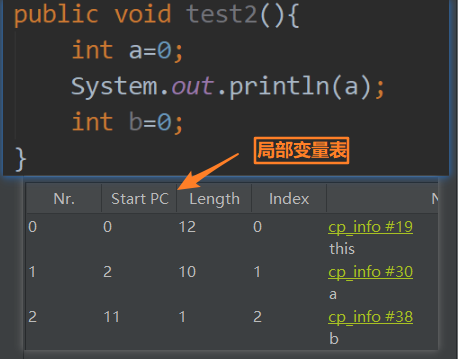 public void test2(){
int a=0;
System.out.println(a);
int b=0;
}
局部变量表
Nr. Start PC Length Index N
0 0 12 0 cp_info #19
this
1 2 10 1 cp_info #30
a
2 11 1 2 cp_info #38
b